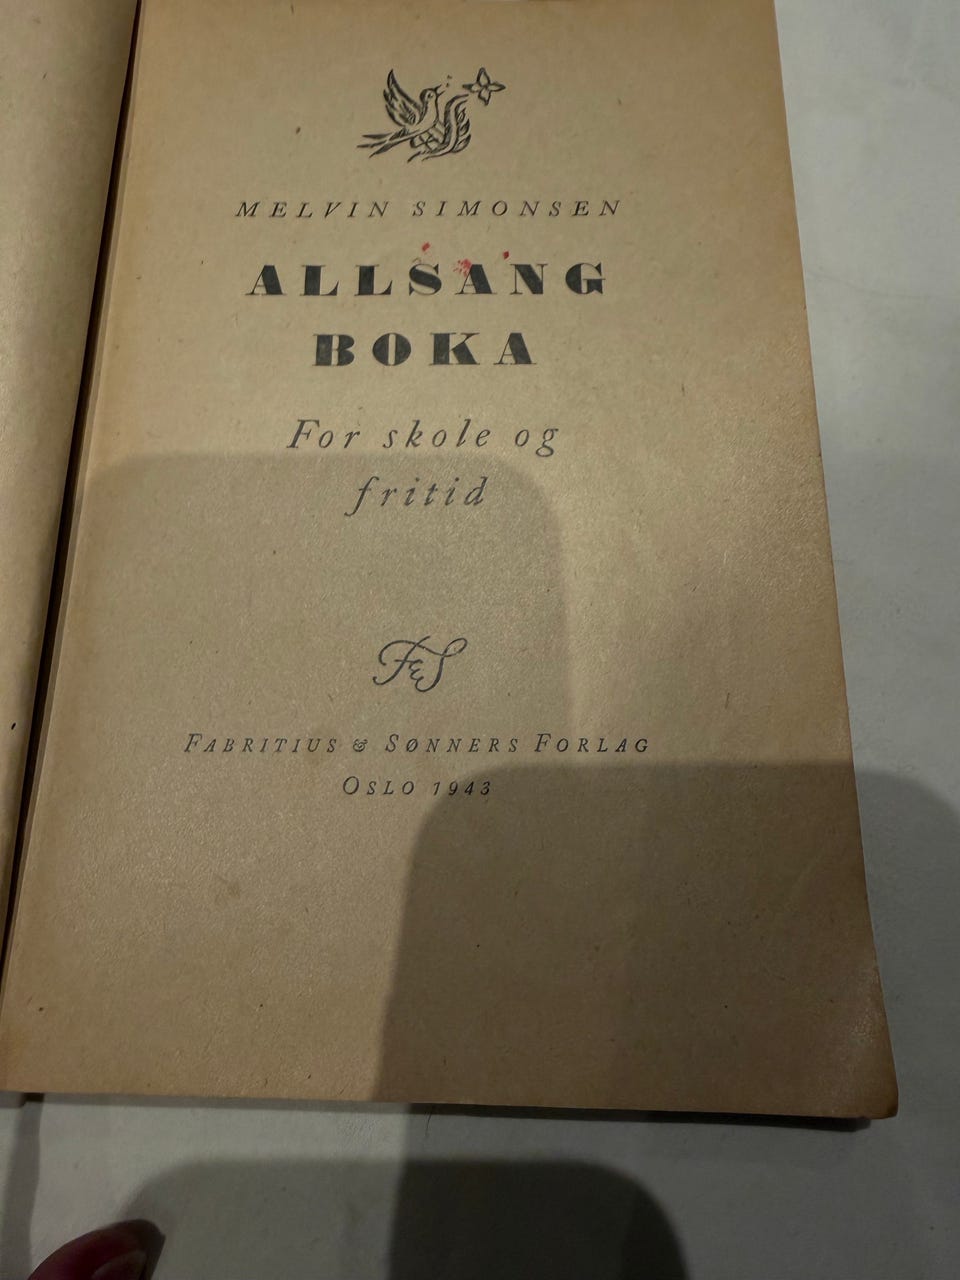 MELVIN SIMONSEN
ALLSANG
BOKA
For skole og
fritid
F&S
FABRITIUS & SØNNERS FORLAG
OSLO 1943